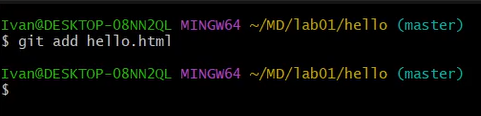 Ivan@DESKTOP-08NN2QL MINGW64 ~/MD/lab01/hello (master)
$ git add hello.html
Ivan@DESKTOP-08NN2QL MINGW64 ~/MD/lab01/hello (master)
$